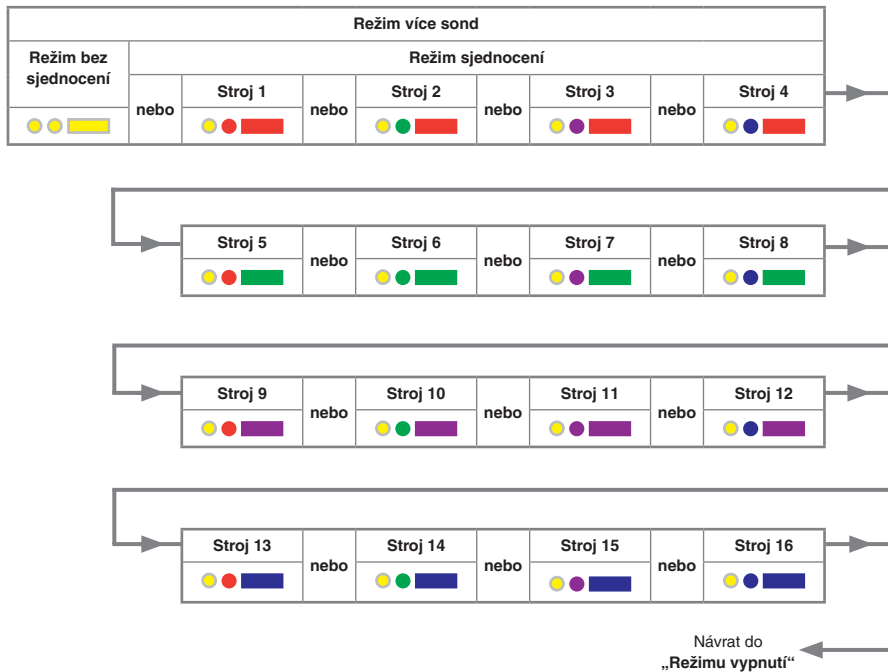 Režim více sond
Režim bez
sjednocení
Režim sjednocení
nebo
Stroj 1
nebo
Stroj 2
nebo
Stroj 3
nebo
Stroj 4
Stroj 5
nebo
Stroj 6
nebo
Stroj 7
nebo
Stroj 8
Stroj 9
nebo
Stroj 10
nebo
Stroj 11
nebo
Stroj 12
Stroj 13
nebo
Stroj 14
nebo
Stroj 15
nebo
Stroj 16
Návrat do
„Režimu vypnutí“